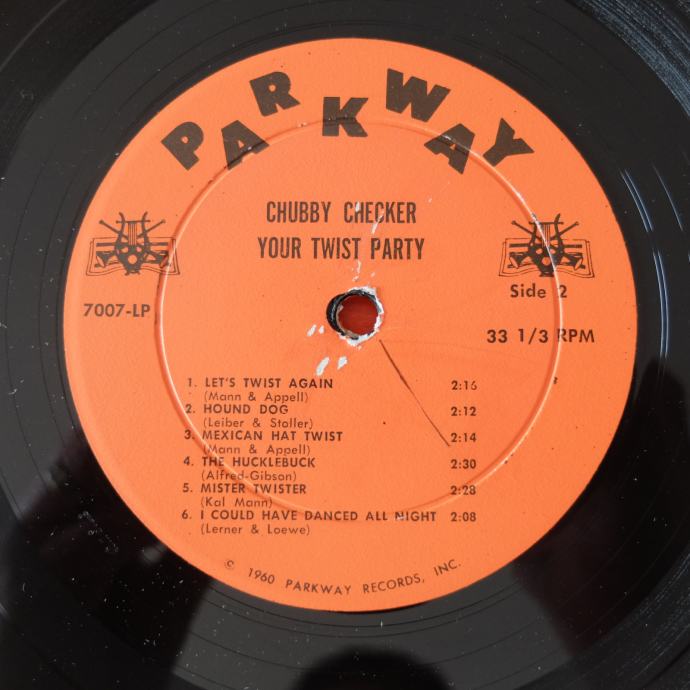 PARKWAY
CHUBBY CHECKER
YOUR TWIST PARTY
Side 2
7007-LP
33 1/3 RPM
1. LET'S TWIST AGAIN 2:16
(Mann & Appell)
2. HOUND DOG 2:12
(Leiber & Stoller)
3. MEXICAN HAT TWIST 2:14
(Mann & Appell)
4. THE HUCKLEBUCK 2:30
(Alfred-Gibson)
5. MISTER TWISTER 2:28
(Kal Mann)
6. I COULD HAVE DANCED ALL NIGHT 2:08
(Lerner & Loewe)
© 1960 PARKWAY RECORDS, INC.